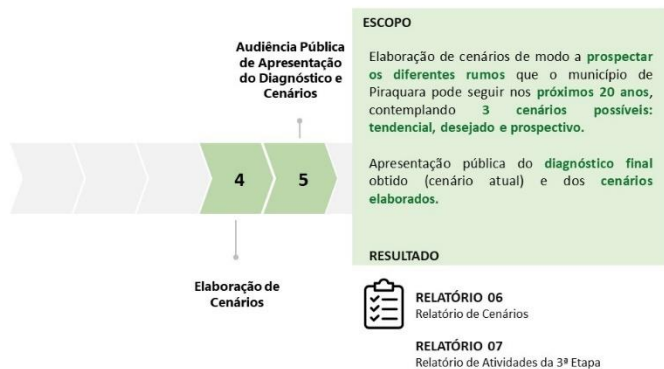 Audiência Pública
de Apresentação
do Diagnóstico e
Cenários
4
5
Elaboração de
Cenários
ESCOPO
Elaboração de cenários de modo a prospectar
os diferentes rumos que o município de
Piraquara pode seguir nos próximos 20 anos,
contemplando 3 cenários possíveis:
tendencial, desejado e prospectivo.
Apresentação pública do diagnóstico final
obtido (cenário atual) e dos cenários
elaborados.
RESULTADO
RELATÓRIO 06
Relatório de Cenários
RELATÓRIO 07
Relatório de Atividades da 3ª Etapa